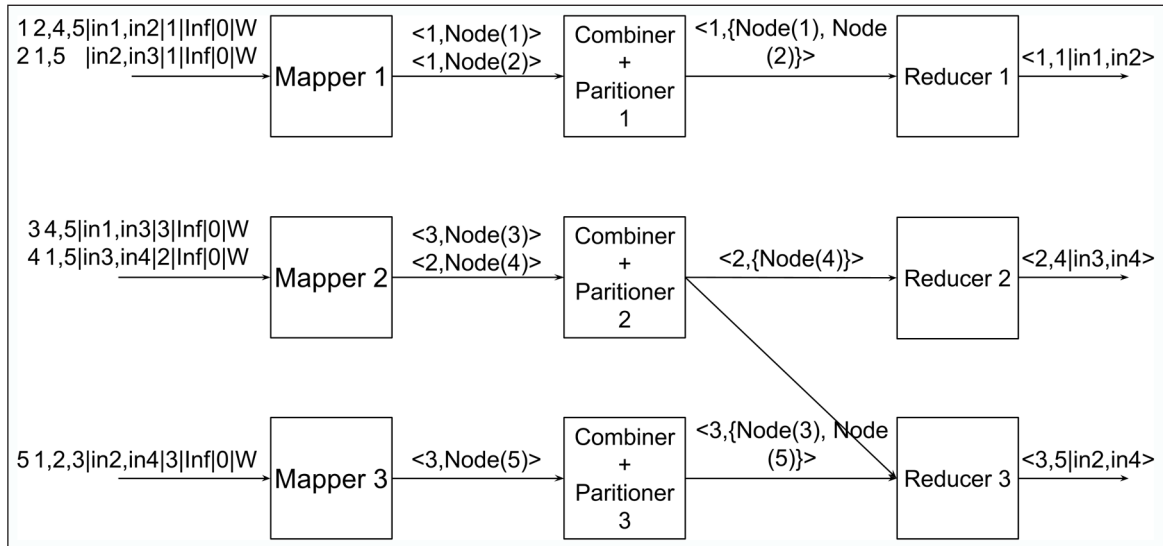 1 2,4,5|in1,in2|1|Inf|0|W
2 1,5 |in2,in3|1|Inf|0|W
Mapper 1
<1,Node(1)>
<1,Node(2)>
Combiner
+
Paritioner
1
<1,{Node(1), Node
(2)}>
Reducer 1
<1,1|in1,in2>
3 4,5|in1,in3|3|Inf|0|W
4 1,5|in3,in4|2|Inf|0|W
Mapper 2
<3,Node(3)>
<2,Node(4)>
Combiner
+
Paritioner
2
<2,{Node(4)}>
Reducer 2
<2,4|in3,in4>
5 1,2,3|in2,in4|3|Inf|0|W
Mapper 3
<3,Node(5)>
Combiner
+
Paritioner
3
<3,{Node(3), Node
(5)}>
Reducer 3
<3,5|in2,in4>